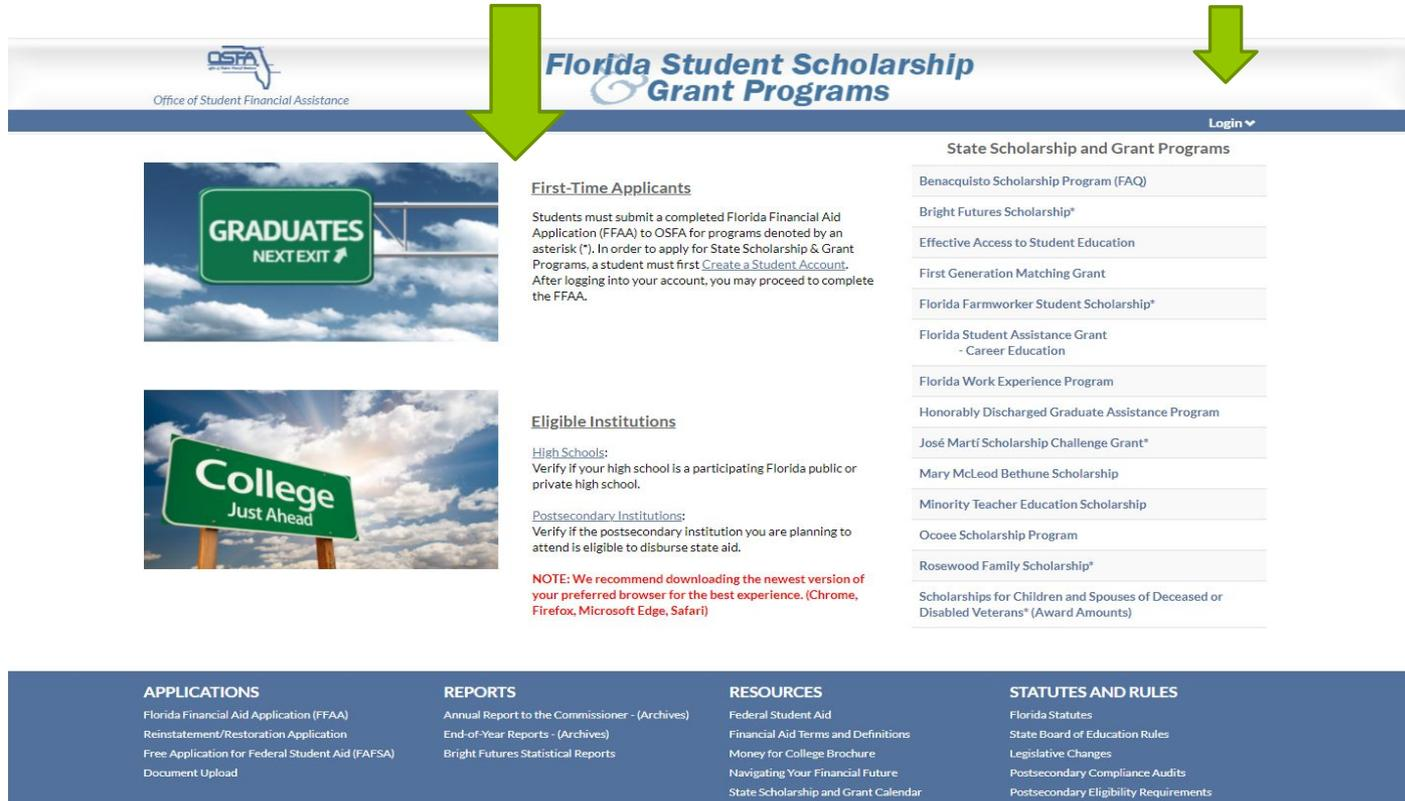 OSFA
Office of Student Financial Assistance
Florida Student Scholarship
& Grant Programs
Login
GRADUATES
NEXT EXIT
First-Time Applicants
Students must submit a completed Florida Financial Aid
Application (FFAA) to OSFA for programs denoted by an
asterisk (*). In order to apply for State Scholarship & Grant
Programs, a student must first Create a Student Account.
After logging into your account, you may proceed to complete
the FFAA.
College
Just Ahead
Eligible Institutions
High Schools:
Verify if your high school is a participating Florida public or
private high school.
Postsecondary Institutions:
Verify if the postsecondary institution you are planning to
attend is eligible to disburse state aid.
NOTE: We recommend downloading the newest version of
your preferred browser for the best experience. (Chrome,
Firefox, Microsoft Edge, Safari)
State Scholarship and Grant Programs
Benacquisto Scholarship Program (FAQ)
Bright Futures Scholarship*
Effective Access to Student Education
First Generation Matching Grant
Florida Farmworker Student Scholarship*
Florida Student Assistance Grant
- Career Education
Florida Work Experience Program
Honorably Discharged Graduate Assistance Program
José Martí Scholarship Challenge Grant*
Mary McLeod Bethune Scholarship
Minority Teacher Education Scholarship
Ocoee Scholarship Program
Rosewood Family Scholarship*
Scholarships for Children and Spouses of Deceased or
Disabled Veterans* (Award Amounts)
APPLICATIONS
Florida Financial Aid Application (FFAA)
Reinstatement/Restoration Application
Free Application for Federal Student Aid (FAFSA)
Document Upload
REPORTS
Annual Report to the Commissioner - (Archives)
End-of-Year Reports - (Archives)
Bright Futures Statistical Reports
RESOURCES
Federal Student Aid
Financial Aid Terms and Definitions
Money for College Brochure
Navigating Your Financial Future
State Scholarship and Grant Calendar
STATUTES AND RULES
Florida Statutes
State Board of Education Rules
Legislative Changes
Postsecondary Compliance Audits
Postsecondary Eligibility Requirements